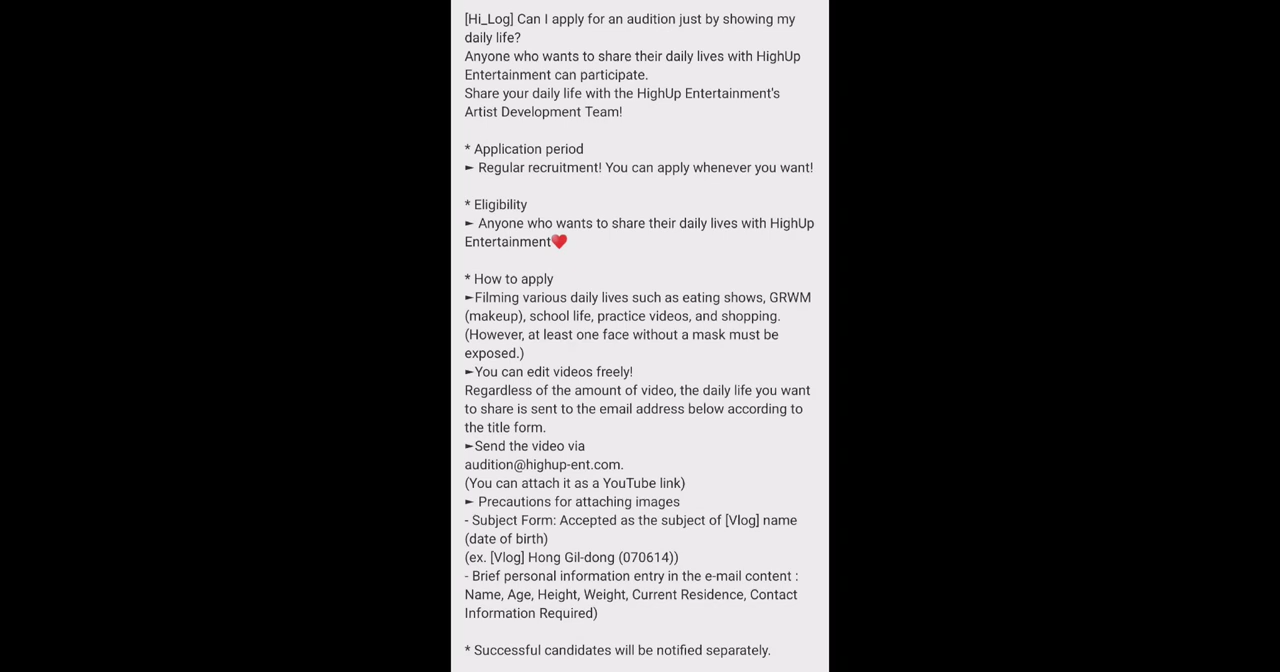 [Hi_Log] Can I apply for an audition just by showing my
daily life?
Anyone who wants to share their daily lives with HighUp
Entertainment can participate.
Share your daily life with the HighUp Entertainment's
Artist Development Team!
* Application period
► Regular recruitment! You can apply whenever you want!
* Eligibility
► Anyone who wants to share their daily lives with HighUp
Entertainment❤️
* How to apply
►Filming various daily lives such as eating shows, GRWM
(makeup), school life, practice videos, and shopping.
(However, at least one face without a mask must be
exposed.)
►You can edit videos freely!
Regardless of the amount of video, the daily life you want
to share is sent to the email address below according to
the title form.
►Send the video via
audition@highup-ent.com.
(You can attach it as a YouTube link)
► Precautions for attaching images
- Subject Form: Accepted as the subject of [Vlog] name
(date of birth)
(ex. [Vlog] Hong Gil-dong (070614))
- Brief personal information entry in the e-mail content :
Name, Age, Height, Weight, Current Residence, Contact
Information Required)
* Successful candidates will be notified separately.